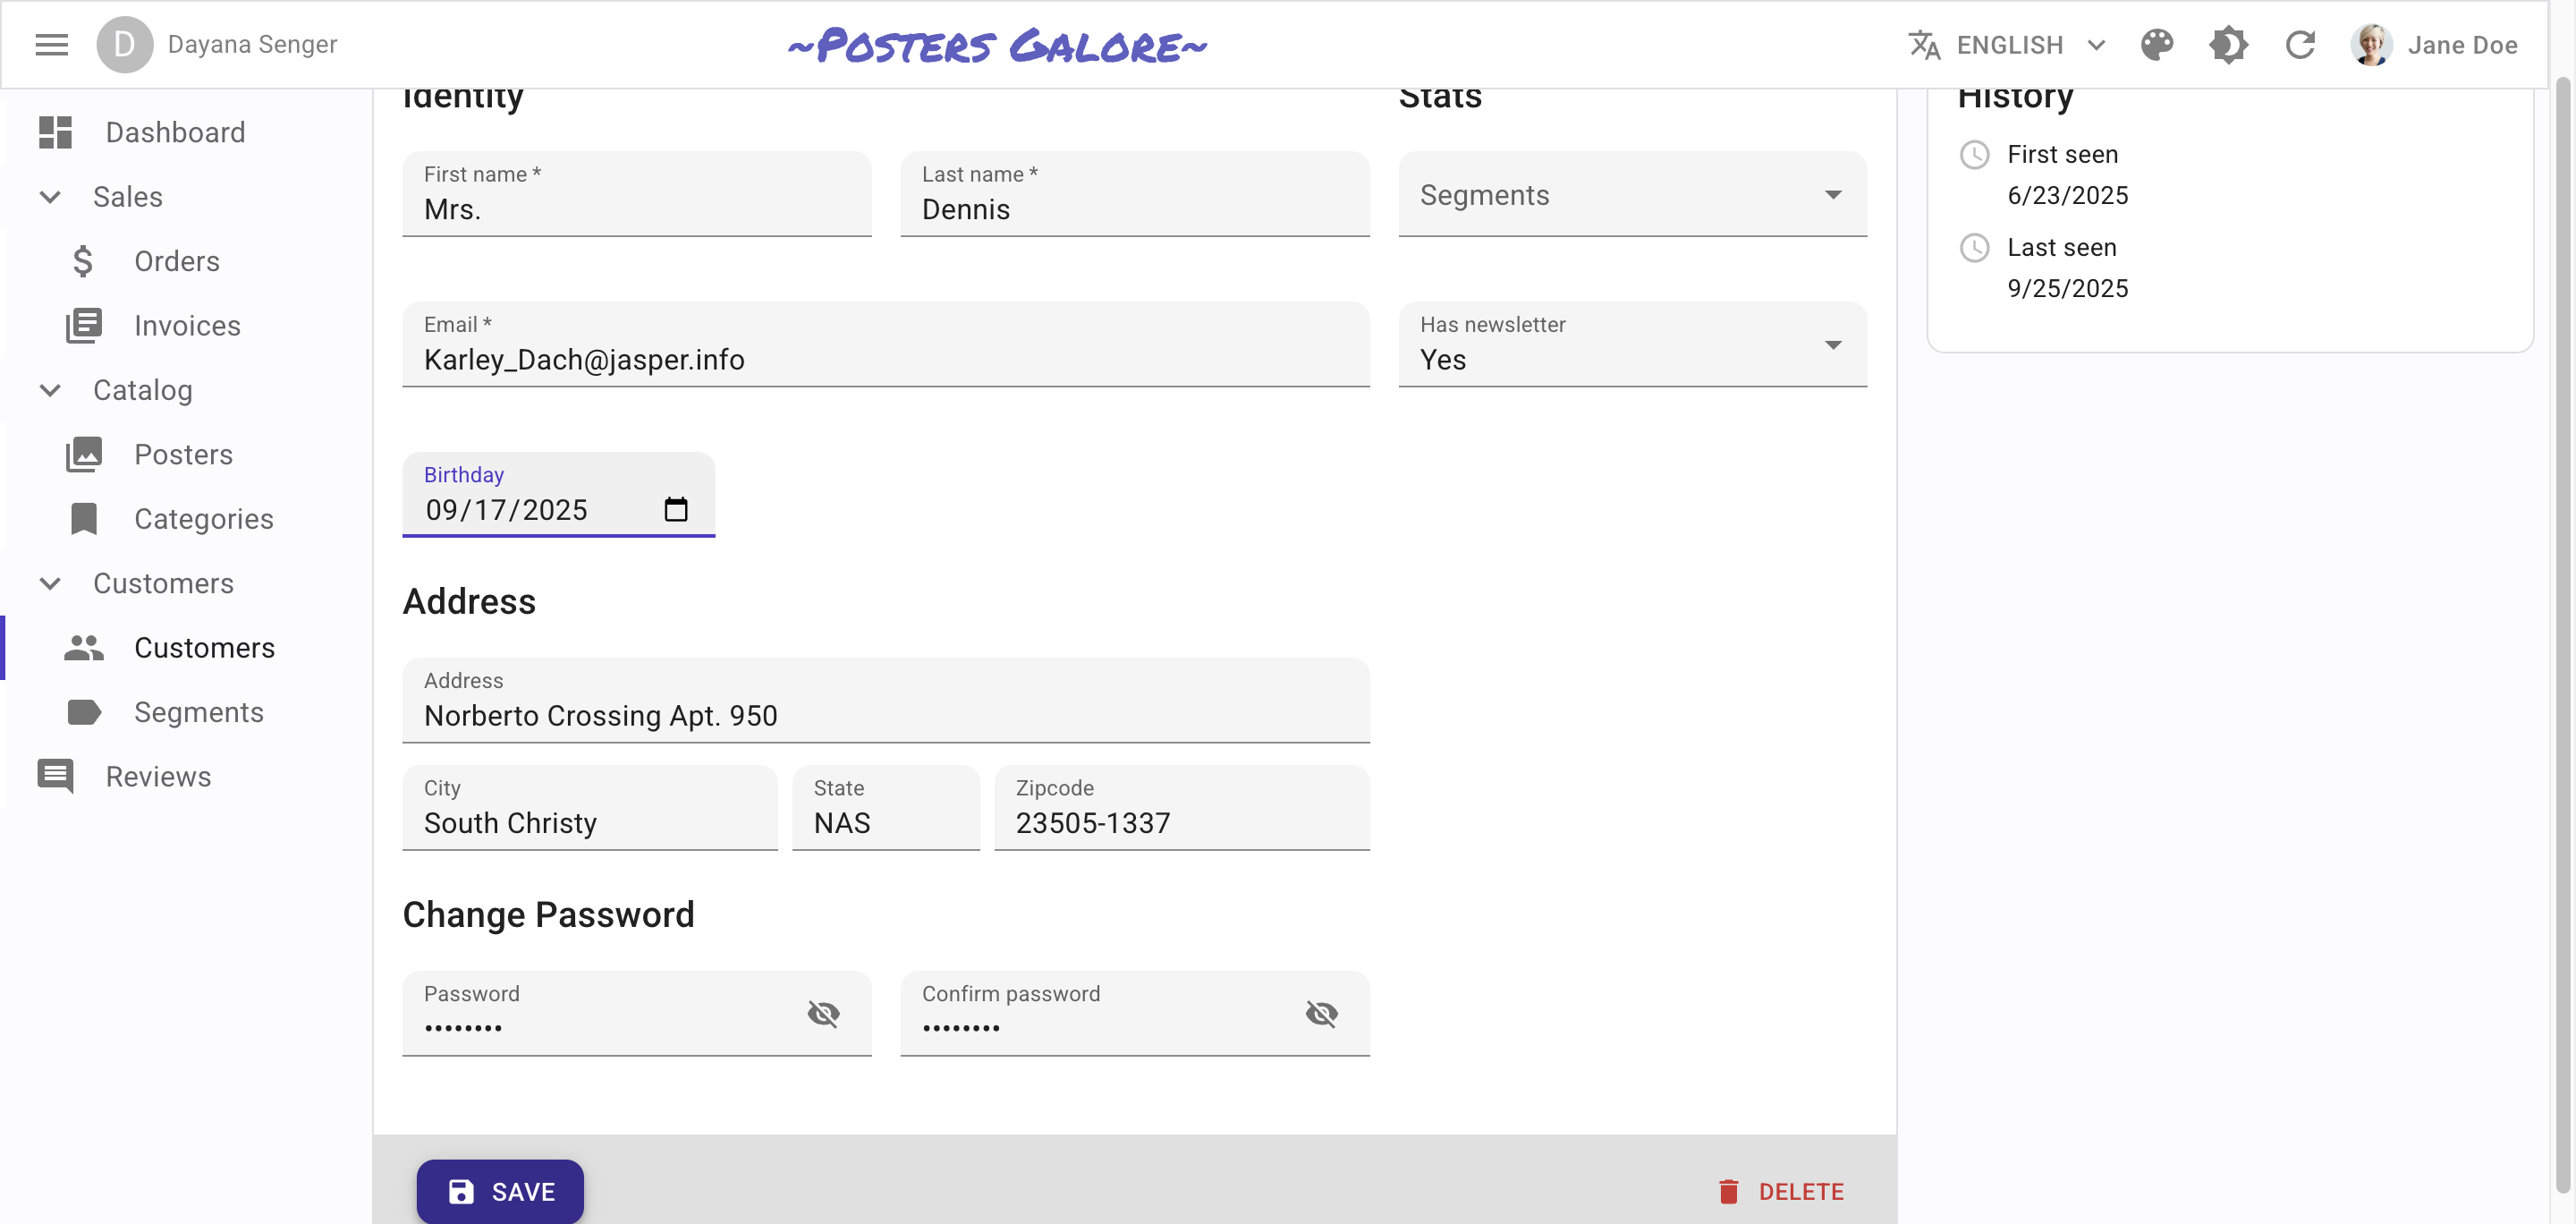 D Dayana Senger
~Posters Galore~
ENGLISH
Jane Doe
Dashboard
Sales
Orders
Invoices
Catalog
Posters
Categories
Customers
Customers
Segments
Reviews
Identity
First name *
Mrs.
Last name *
Dennis
Email *
Karley_Dach@jasper.info
Birthday
09/17/2025
Address
Address
Norberto Crossing Apt. 950
City
South Christy
State
NAS
Zipcode
23505-1337
Change Password
Password
••••••••
Confirm password
••••••••
Stats
Segments
Has newsletter
Yes
SAVE
DELETE
History
First seen
6/23/2025
Last seen
9/25/2025